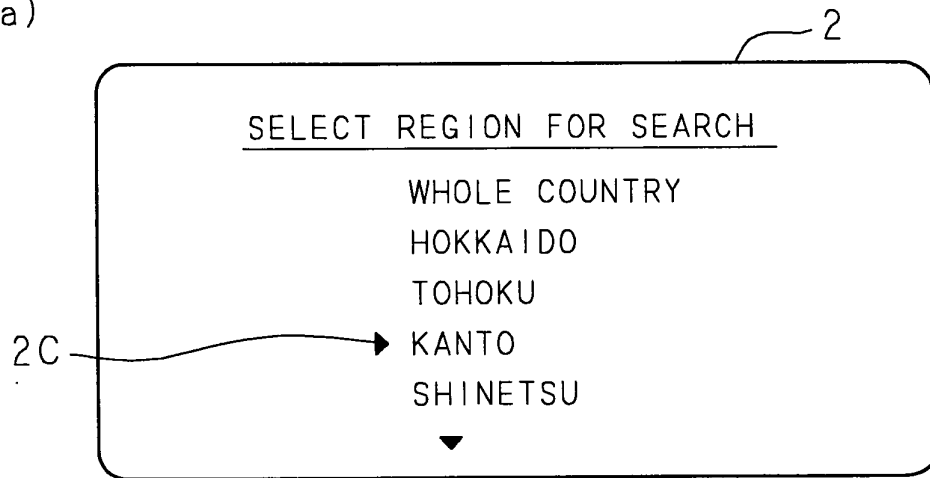 a)
2
SELECT REGION FOR SEARCH
WHOLE COUNTRY
HOKKAIDO
TOHOKU
2C
KANTO
SHINETSU